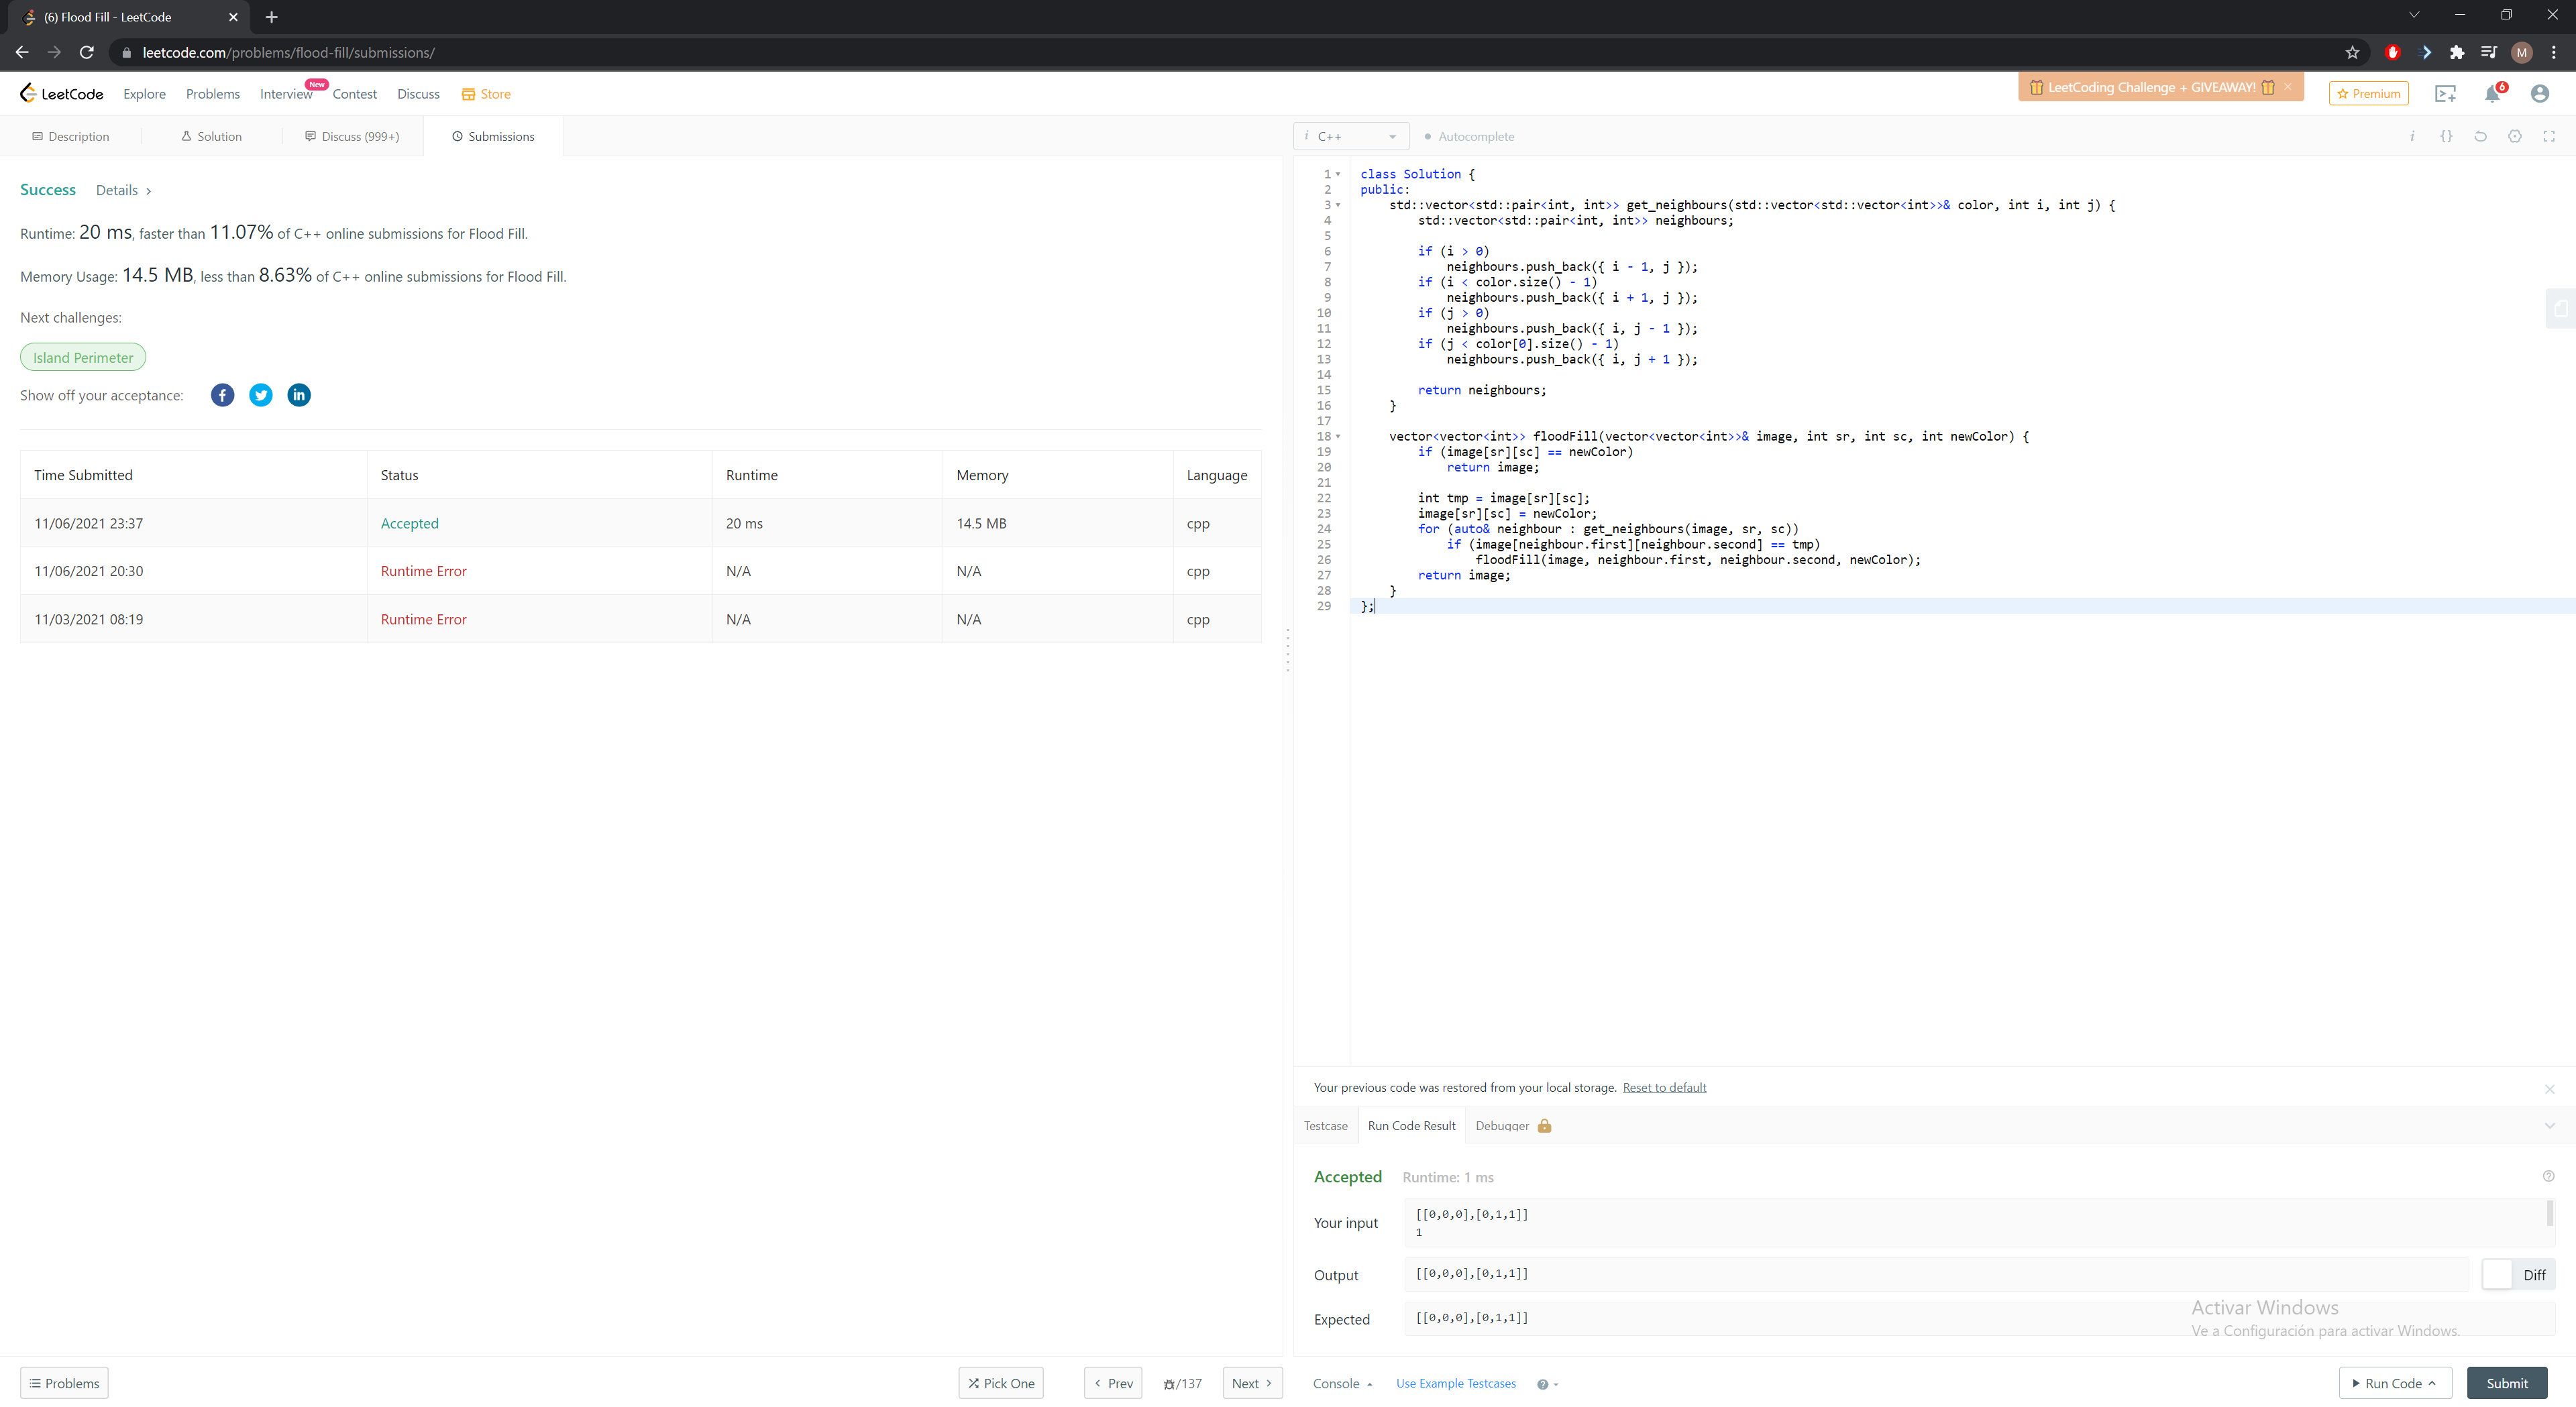 (6) Flood Fill - LeetCode
leetcode.com/problems/flood-fill/submissions/
M
LeetCode Explore Problems Interview New Contest Discuss Store
LeetCoding Challenge + GIVEAWAY!
Premium
6
Description Solution Discuss (999+) Submissions
Success Details
Runtime: 20 ms, faster than 11.07% of C++ online submissions for Flood Fill.
Memory Usage: 14.5 MB, less than 8.63% of C++ online submissions for Flood Fill.
Next challenges:
Island Perimeter
Show off your acceptance:
Time Submitted Status Runtime Memory Language
11/06/2021 23:37 Accepted 20 ms 14.5 MB cpp
11/06/2021 20:30 Runtime Error N/A N/A cpp
11/03/2021 08:19 Runtime Error N/A N/A cpp
Problems
Pick One
Prev
/137
Next
i C++ Autocomplete
1 class Solution {
2 public:
3 std::vector<std::pair<int, int>> get_neighbours(std::vector<std::vector<int>>& color, int i, int j) {
4 std::vector<std::pair<int, int>> neighbours;
5
6 if (i > 0)
7 neighbours.push_back({ i - 1, j });
8 if (i < color.size() - 1)
9 neighbours.push_back({ i + 1, j });
10 if (j > 0)
11 neighbours.push_back({ i, j - 1 });
12 if (j < color[0].size() - 1)
13 neighbours.push_back({ i, j + 1 });
14
15 return neighbours;
16 }
17
18 vector<vector<int>> floodFill(vector<vector<int>>& image, int sr, int sc, int newColor) {
19 if (image[sr][sc] == newColor)
20 return image;
21
22 int tmp = image[sr][sc];
23 image[sr][sc] = newColor;
24 for (auto& neighbour : get_neighbours(image, sr, sc))
25 if (image[neighbour.first][neighbour.second] == tmp)
26 floodFill(image, neighbour.first, neighbour.second, newColor);
27 return image;
28 }
29 };
Your previous code was restored from your local storage. Reset to default
Testcase Run Code Result Debugger
Accepted Runtime: 1 ms
Your input
[[0,0,0],[0,1,1]]
1
Output
[[0,0,0],[0,1,1]]
Diff
Expected
[[0,0,0],[0,1,1]]
Activar Windows
Ve a Configuración para activar Windows.
Console Use Example Testcases
Run Code Submit